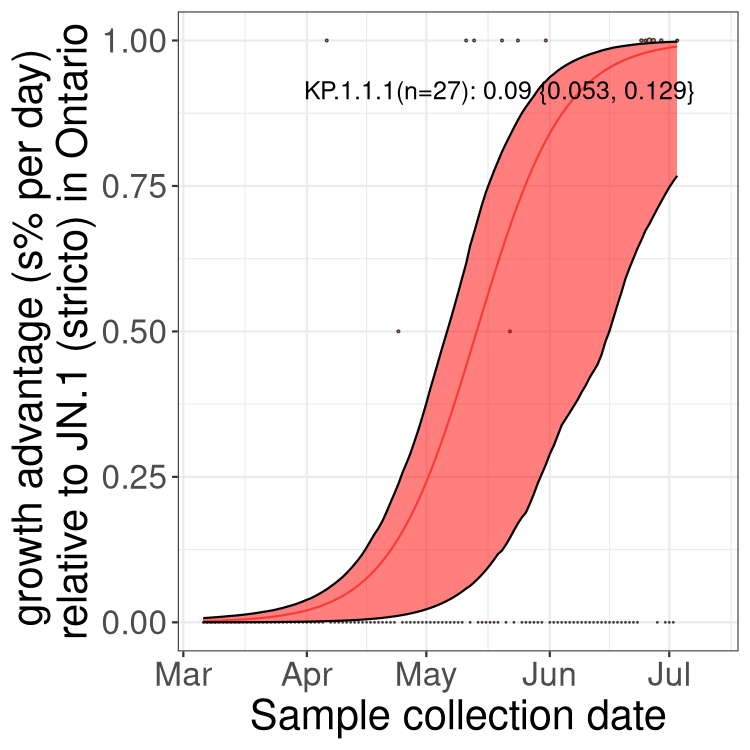 growth advantage (s% per day)
relative to JN.1 (stricto) in Ontario
1.00
0.75
0.50
0.25
0.00
KP.1.1.1(n=27): 0.09 {0.053, 0.129}
Mar Apr May Jun Jul
Sample collection date